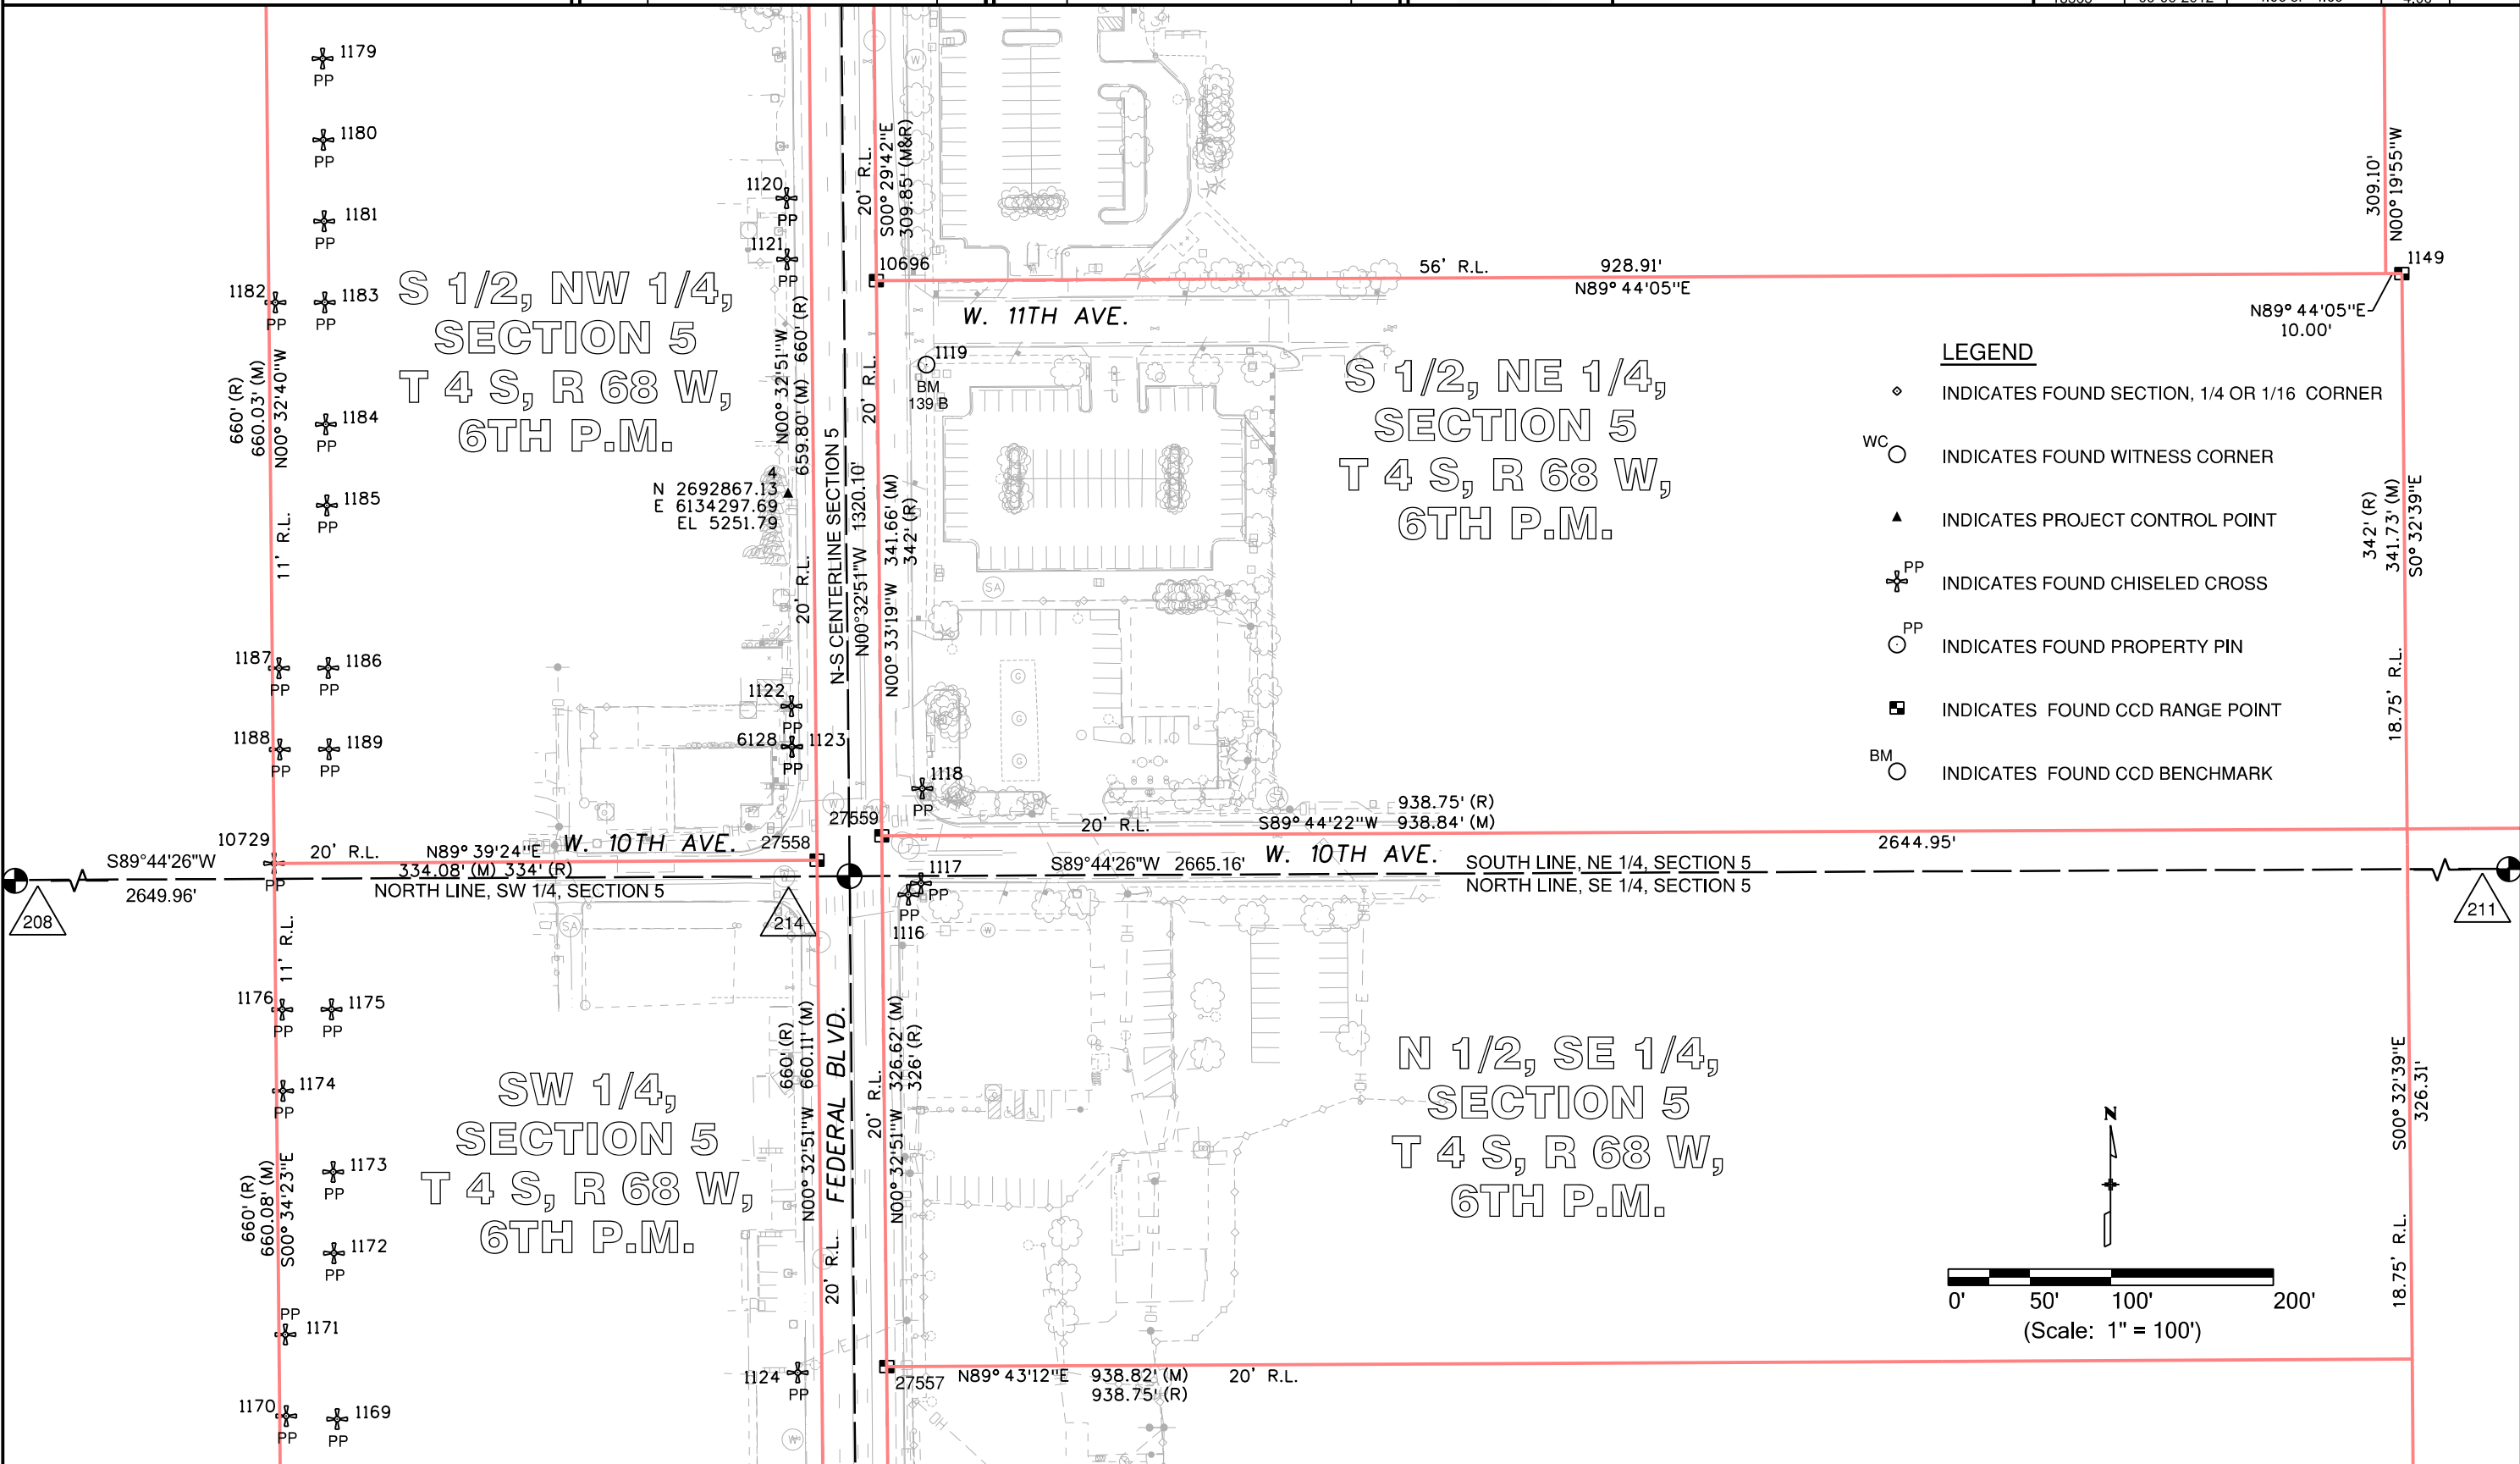 1179
PP
1180
PP
1181
PP
1182
PP
1183
PP
660' (R)
660.03' (M)
N00° 32'40"W
1184
PP
1185
PP
11' R.L.
1187
PP
1186
PP
1188
PP
1189
PP
S 1/2, NW 1/4,
SECTION 5
T 4 S, R 68 W,
6TH P.M.
1120
PP
1121
PP
N00° 32'51"W
659.80' (M) 660' (R)
4
N 2692867.13
E 6134297.69
EL 5251.79
20' R.L.
N-S CENTERLINE SECTION 5
N00°32'51"W 1320.10'
1122
PP
6128
1123
PP
20' R.L.
S00° 29'42"E
309.85' (M&R)
W
10696
56' R.L.
928.91'
N89° 44'05"E
W. 11TH AVE.
1119
BM
139 B
20' R.L.
N00° 33'19"W 341.66' (M)
342' (R)
SA
G
G
G
S 1/2, NE 1/4,
SECTION 5
T 4 S, R 68 W,
6TH P.M.
309.10'
N00° 19'55"W
1149
N89° 44'05"E
10.00'
LEGEND
INDICATES FOUND SECTION, 1/4 OR 1/16 CORNER
WC
INDICATES FOUND WITNESS CORNER
INDICATES PROJECT CONTROL POINT
PP
INDICATES FOUND CHISELED CROSS
PP
INDICATES FOUND PROPERTY PIN
INDICATES FOUND CCD RANGE POINT
BM
INDICATES FOUND CCD BENCHMARK
342' (R)
341.73' (M)
S0° 32'39"E
18.75' R.L.
1118
PP
27559
20' R.L.
938.75' (R)
S89° 44'22"W 938.84' (M)
10729
PP
20' R.L.
N89° 39'24"E
W. 10TH AVE.
27558
334.08' (M) 334' (R)
NORTH LINE, SW 1/4, SECTION 5
S89°44'26"W
2649.96'
208
214
1117
PP
1116
PP
S89°44'26"W 2665.16'
W. 10TH AVE.
SOUTH LINE, NE 1/4, SECTION 5
NORTH LINE, SE 1/4, SECTION 5
2644.95'
211
SA
W
11' R.L.
1176
PP
1175
PP
1174
PP
1173
PP
660' (R)
660.08' (M)
S00° 34'23"E
1172
PP
PP
1171
1170
PP
1169
PP
SW 1/4,
SECTION 5
T 4 S, R 68 W,
6TH P.M.
660' (R)
N00° 32'51"W 660.11' (M)
FEDERAL BLVD.
20' R.L.
20' R.L.
N00° 32'51"W 326.62' (M)
326' (R)
1124
PP
W
27557
N89° 43'12"E 938.82' (M)
938.75' (R)
20' R.L.
OH
N 1/2, SE 1/4,
SECTION 5
T 4 S, R 68 W,
6TH P.M.
N
0' 50' 100' 200'
(Scale: 1" = 100')
S00° 32'39"E
326.31'
18.75' R.L.